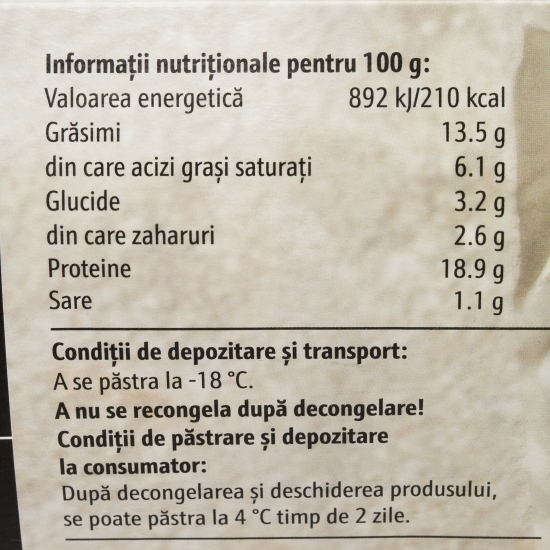 Informații nutriționale pentru 100 g:
Valoarea energetică 892 kJ/210 kcal
Grăsimi 13.5 g
din care acizi grași saturați 6.1 g
Glucide 3.2 g
din care zaharuri 2.6 g
Proteine 18.9 g
Sare 1.1 g
Condiții de depozitare și transport:
A se păstra la -18 °C.
A nu se recongela după decongelare!
Condiții de păstrare și depozitare
la consumator:
După decongelarea și deschiderea produsului,
se poate păstra la 4 °C timp de 2 zile.